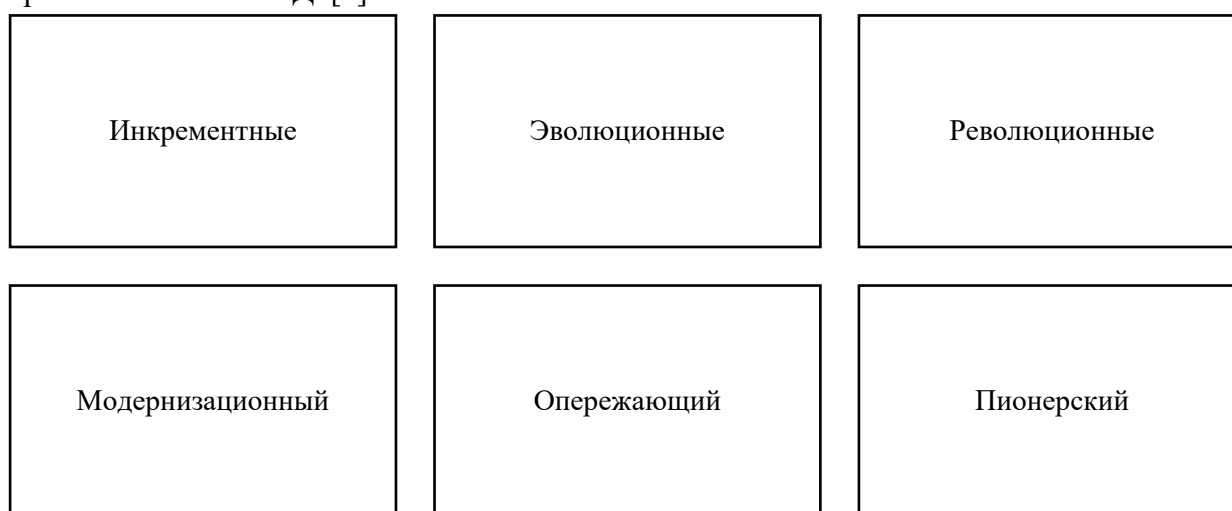 Инкрементные
Эволюционные
Революционные
Модернизационный
Опережающий
Пионерский